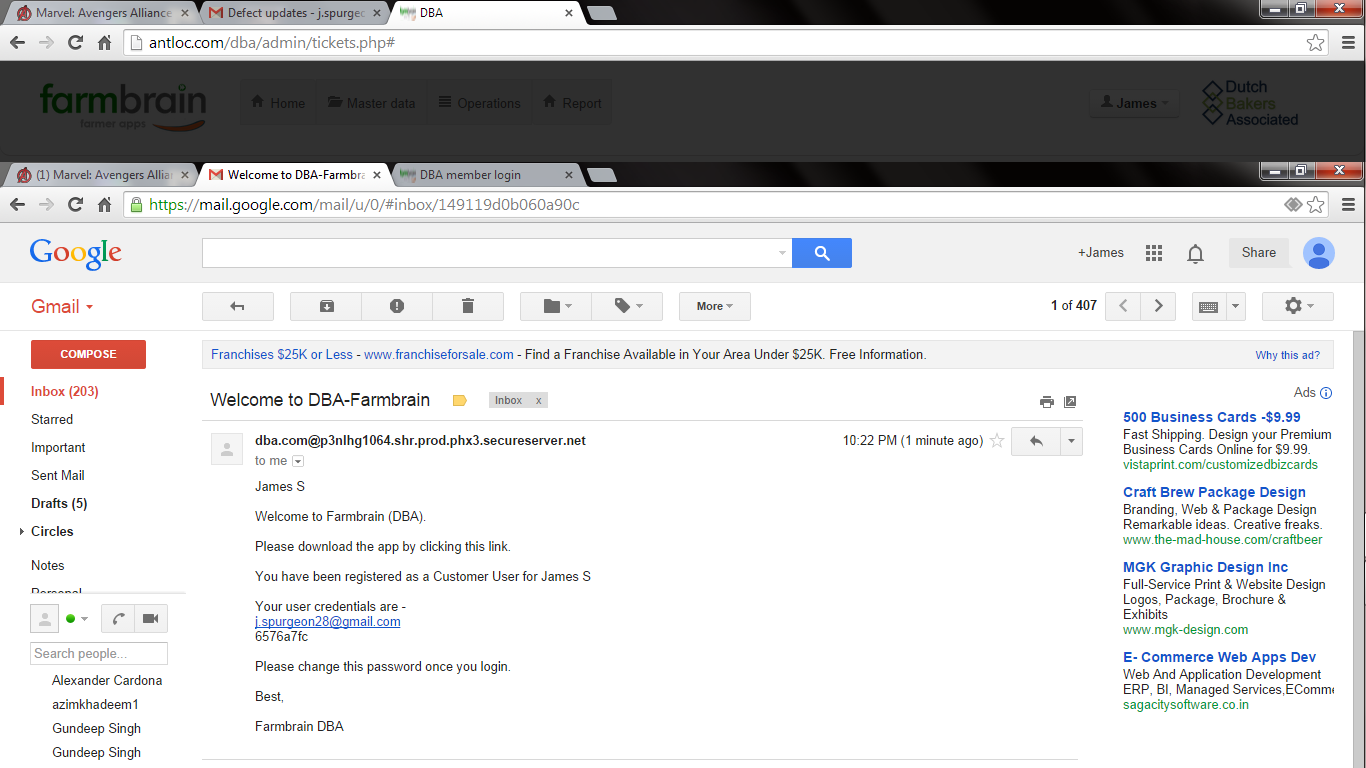 Marvel: Avengers Alliance
Defect updates - j.spurgeo
DBA
antloc.com/dba/admin/tickets.php#
farmbrain
farmer apps
Home
Master data
Operations
Report
James
Dutch
Bakers
Associated
(1) Marvel: Avengers Allian
Welcome to DBA-Farmbra
DBA member login
https://mail.google.com/mail/u/0/#inbox/149119d0b060a90c
Google
+James
Share
Gmail
More
1 of 407
COMPOSE
Inbox (203)
Starred
Important
Sent Mail
Drafts (5)
Circles
Notes
Personal
Search people...
Alexander Cardona
azimkhadeem1
Gundeep Singh
Gundeep Singh
Franchises $25K or Less - www.franchiseforsale.com - Find a Franchise Available in Your Area Under $25K. Free Information.
Why this ad?
Welcome to DBA-Farmbrain
Inbox x
dba.com@p3nlhg1064.shr.prod.phx3.secureserver.net
10:22 PM (1 minute ago)
to me
James S
Welcome to Farmbrain (DBA).
Please download the app by clicking this link.
You have been registered as a Customer User for James S
Your user credentials are -
j.spurgeon28@gmail.com
6576a7fc
Please change this password once you login.
Best,
Farmbrain DBA
Ads
500 Business Cards -$9.99
Fast Shipping. Design your Premium
Business Cards Online for $9.99.
vistaprint.com/customizedbizcards
Craft Brew Package Design
Branding, Web & Package Design
Remarkable ideas. Creative freaks.
www.the-mad-house.com/craftbeer
MGK Graphic Design Inc
Full-Service Print & Website Design
Logos, Package, Brochure &
Exhibits
www.mgk-design.com
E- Commerce Web Apps Dev
Web And Application Development
ERP, BI, Managed Services,EComme
sagacitysoftware.co.in